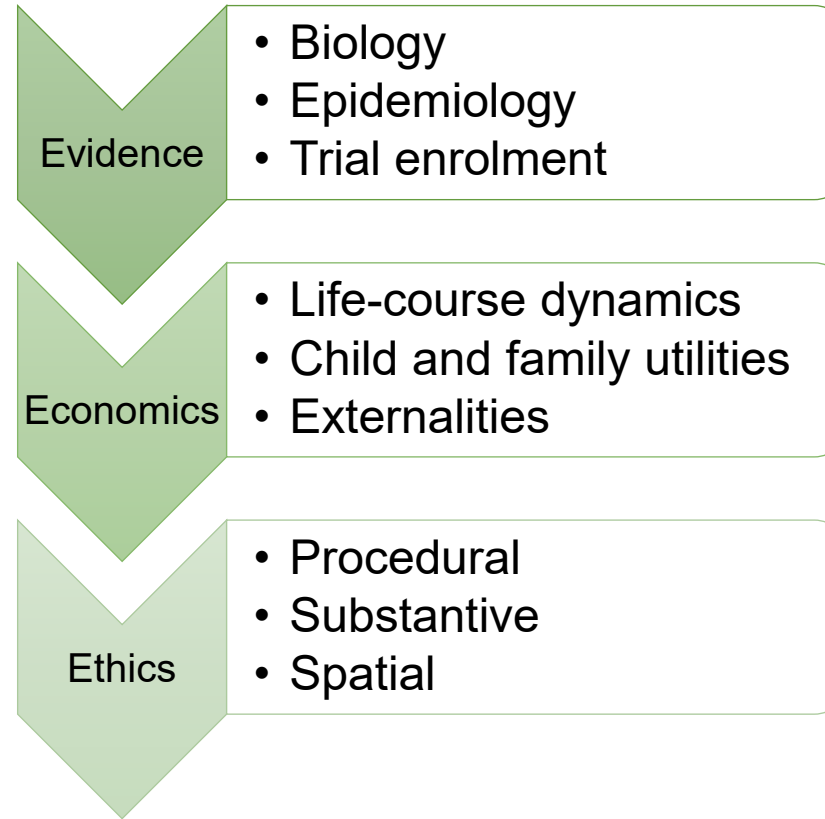 Evidence
• Biology
• Epidemiology
• Trial enrolment
Economics
• Life-course dynamics
• Child and family utilities
• Externalities
Ethics
• Procedural
• Substantive
• Spatial